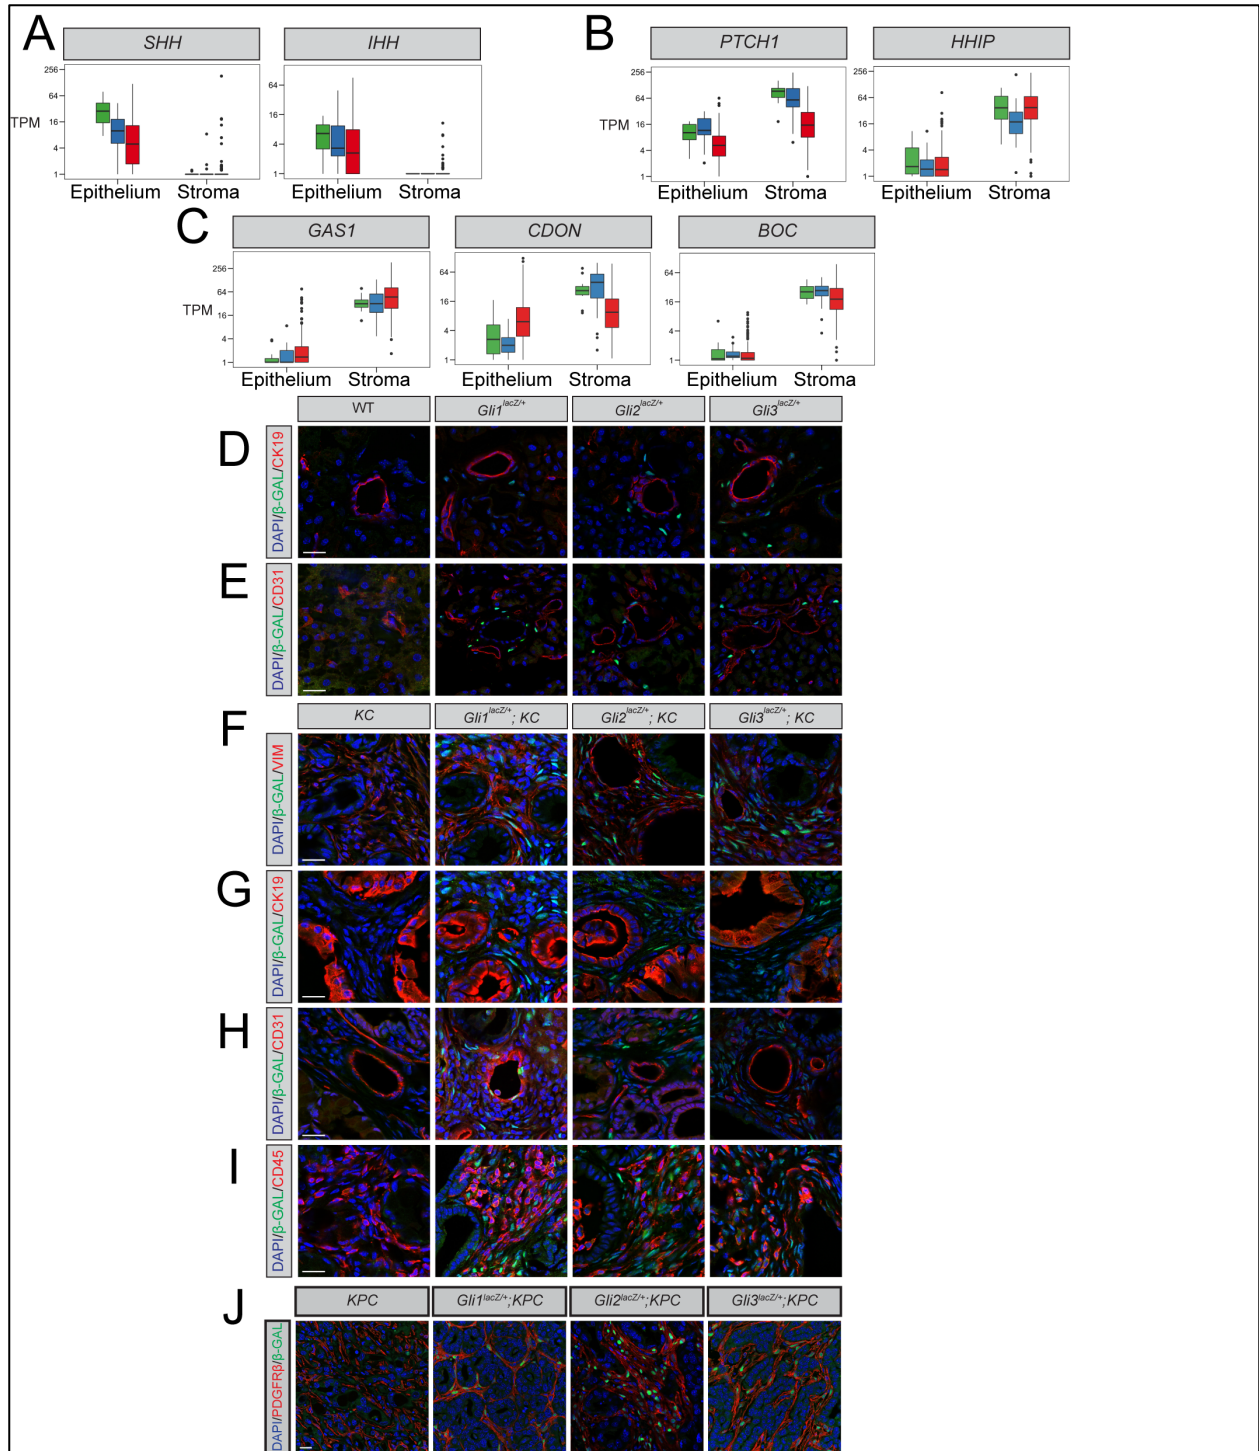 A
SHH
IHH
TPM
256
64
16
4
1
64
16
4
1
Epithelium
Stroma
Epithelium
Stroma
B
PTCH1
HHIP
TPM
256
64
16
4
1
256
64
16
4
1
Epithelium
Stroma
Epithelium
Stroma
C
GAS1
CDON
BOC
TPM
256
64
16
4
1
64
16
4
1
64
16
4
1
Epithelium
Stroma
Epithelium
Stroma
Epithelium
Stroma
WT
Gli1lacZ/+
Gli2lacZ/+
Gli3lacZ/+
D
DAPI/β-GAL/CK19
E
DAPI/β-GAL/CD31
KC
Gli1lacZ/+; KC
Gli2lacZ/+; KC
Gli3lacZ/+; KC
F
DAPI/β-GAL/VIM
G
DAPI/β-GAL/CK19
H
DAPI/β-GAL/CD31
I
DAPI/β-GAL/CD45
J
KPC
Gli1lacZ/+;KPC
Gli2lacZ/+;KPC
Gli3lacZ/+;KPC
DAPI/PDGFRβ/β-GAL